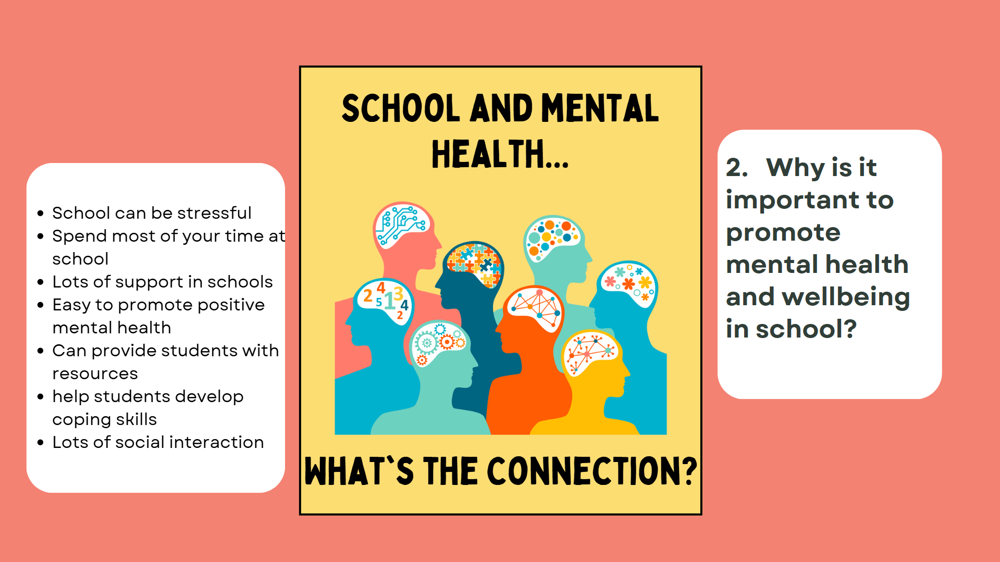 • School can be stressful
• Spend most of your time at
school
• Lots of support in schools
• Easy to promote positive
mental health
• Can provide students with
resources
• help students develop
coping skills
• Lots of social interaction
SCHOOL AND MENTAL
HEALTH...
2 4 5 1 3 4 2
WHAT`S THE CONNECTION?
2. Why is it
important to
promote
mental health
and wellbeing
in school?